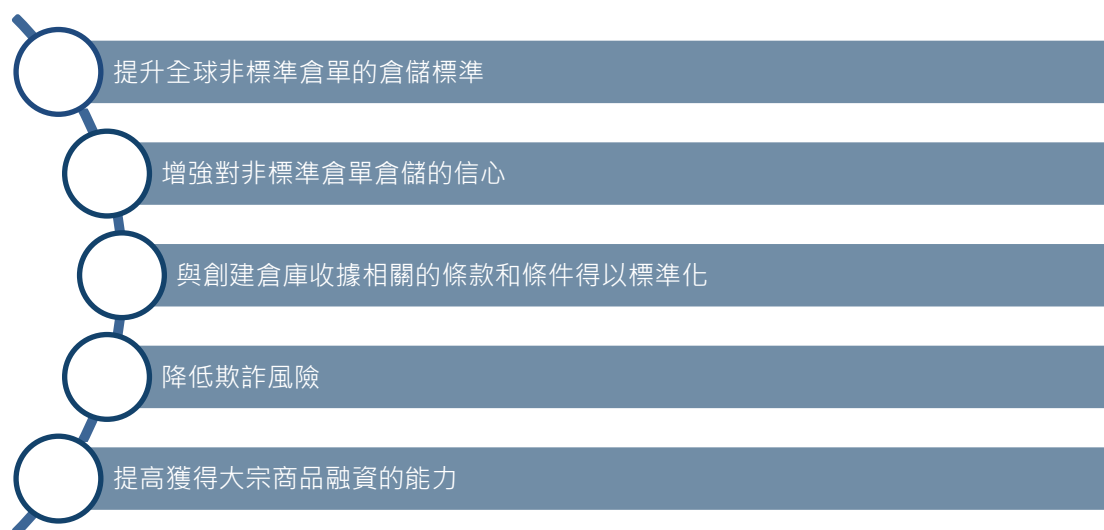 提升全球非標準倉單的倉儲標準
增強對非標準倉單倉儲的信心
與創建倉庫收據相關的條款和條件得以標準化
降低欺詐風險
提高獲得大宗商品融資的能力